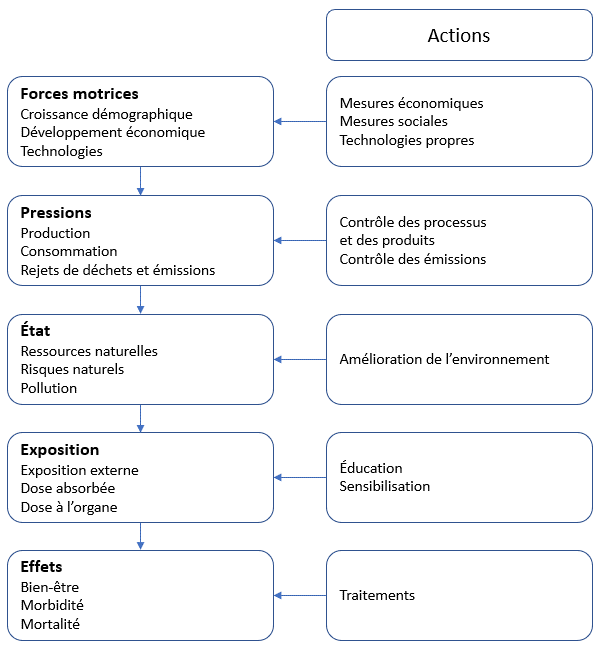 Actions
Forces motrices
Croissance démographique
Développement économique
Technologies
Mesures économiques
Mesures sociales
Technologies propres
Pressions
Production
Consommation
Rejets de déchets et émissions
Contrôle des processus
et des produits
Contrôle des émissions
État
Ressources naturelles
Risques naturels
Pollution
Amélioration de l’environnement
Exposition
Exposition externe
Dose absorbée
Dose à l’organe
Éducation
Sensibilisation
Effets
Bien-être
Morbidité
Mortalité
Traitements